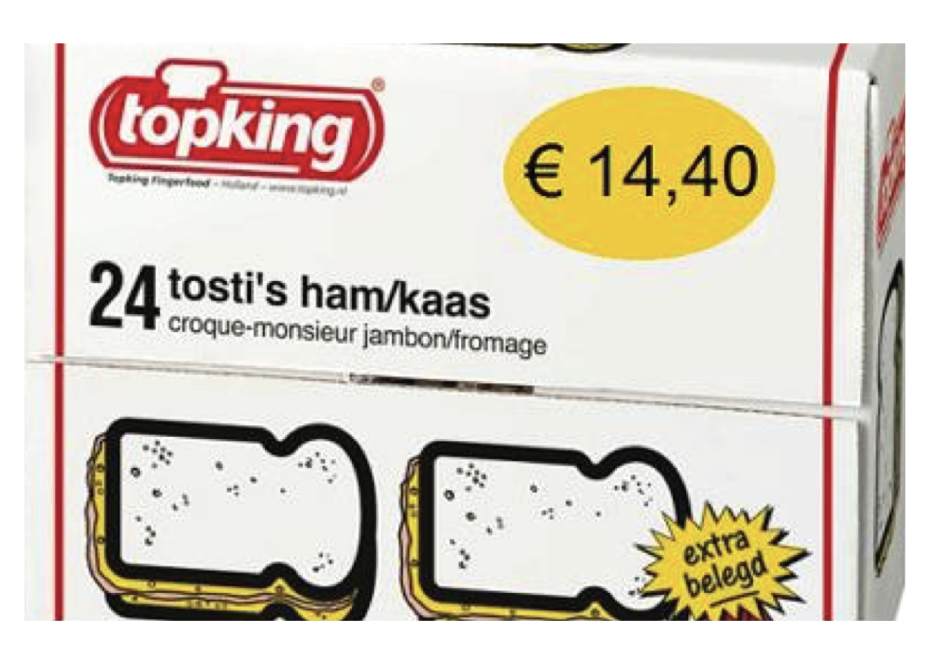 topking®
Topking Fingerfood – Holland – www.topking.nl
€ 14,40
24 tosti's ham/kaas
croque-monsieur jambon/fromage
extra
belegd